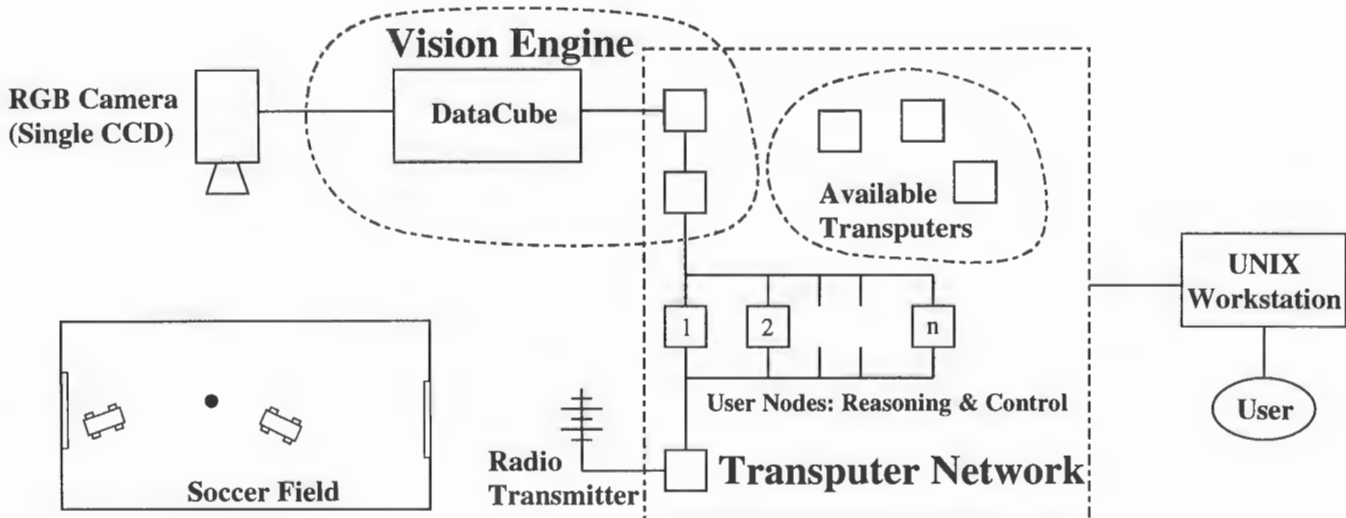 Vision Engine
RGB Camera
(Single CCD)
DataCube
Available
Transputers
UNIX
Workstation
1
2
n
User Nodes: Reasoning & Control
User
Radio
Transmitter
Transputer Network
Soccer Field